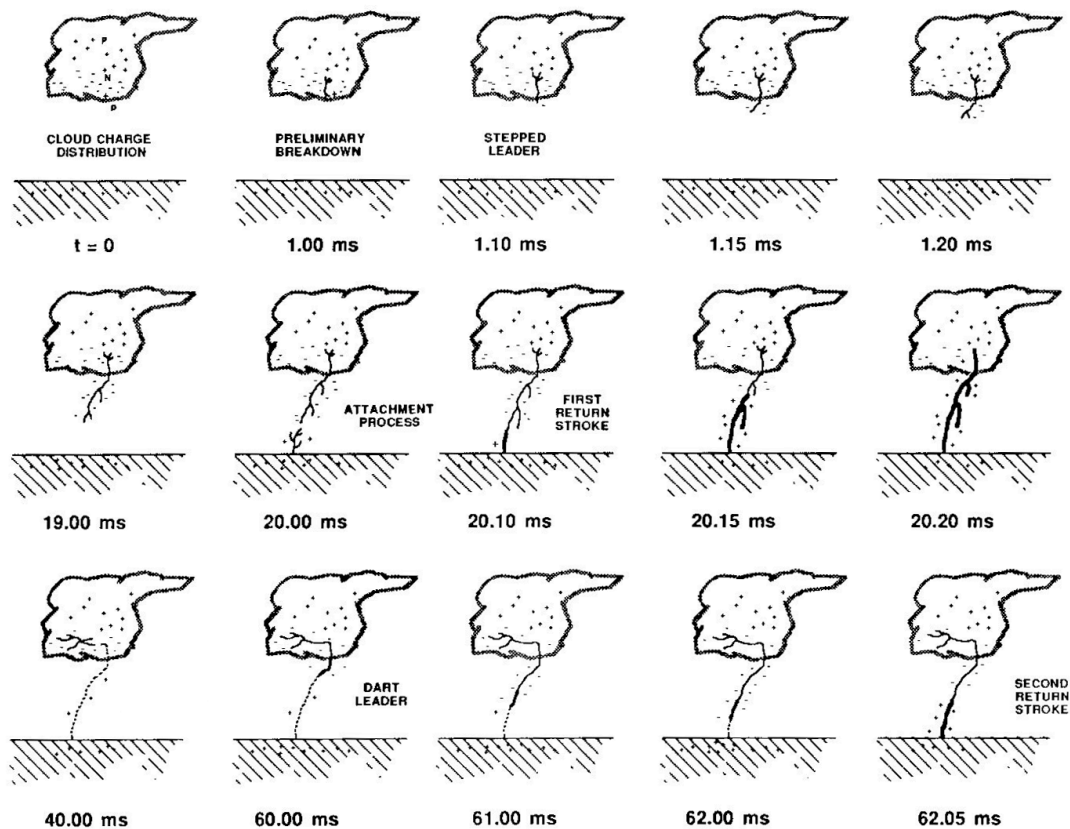 P
N
P
CLOUD CHARGE
DISTRIBUTION
PRELIMINARY
BREAKDOWN
STEPPED
LEADER
t = 0
1.00 ms
1.10 ms
1.15 ms
1.20 ms
ATTACHMENT
PROCESS
FIRST
RETURN
STROKE
19.00 ms
20.00 ms
20.10 ms
20.15 ms
20.20 ms
DART
LEADER
SECOND
RETURN
STROKE
40.00 ms
60.00 ms
61.00 ms
62.00 ms
62.05 ms